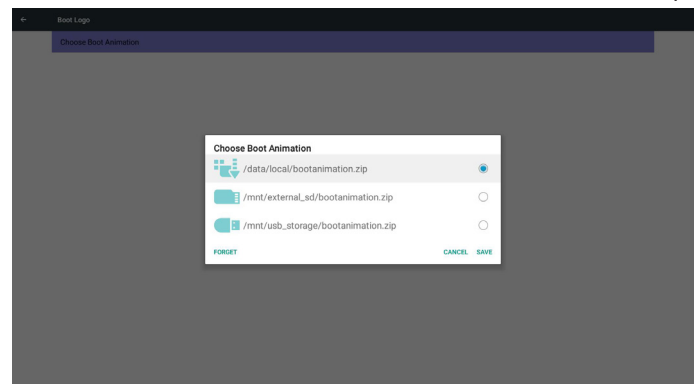 Boot Logo
Choose Boot Animation
Choose Boot Animation
/data/local/bootanimation.zip
/mnt/external_sd/bootanimation.zip
/mnt/usb_storage/bootanimation.zip
FORGET CANCEL SAVE